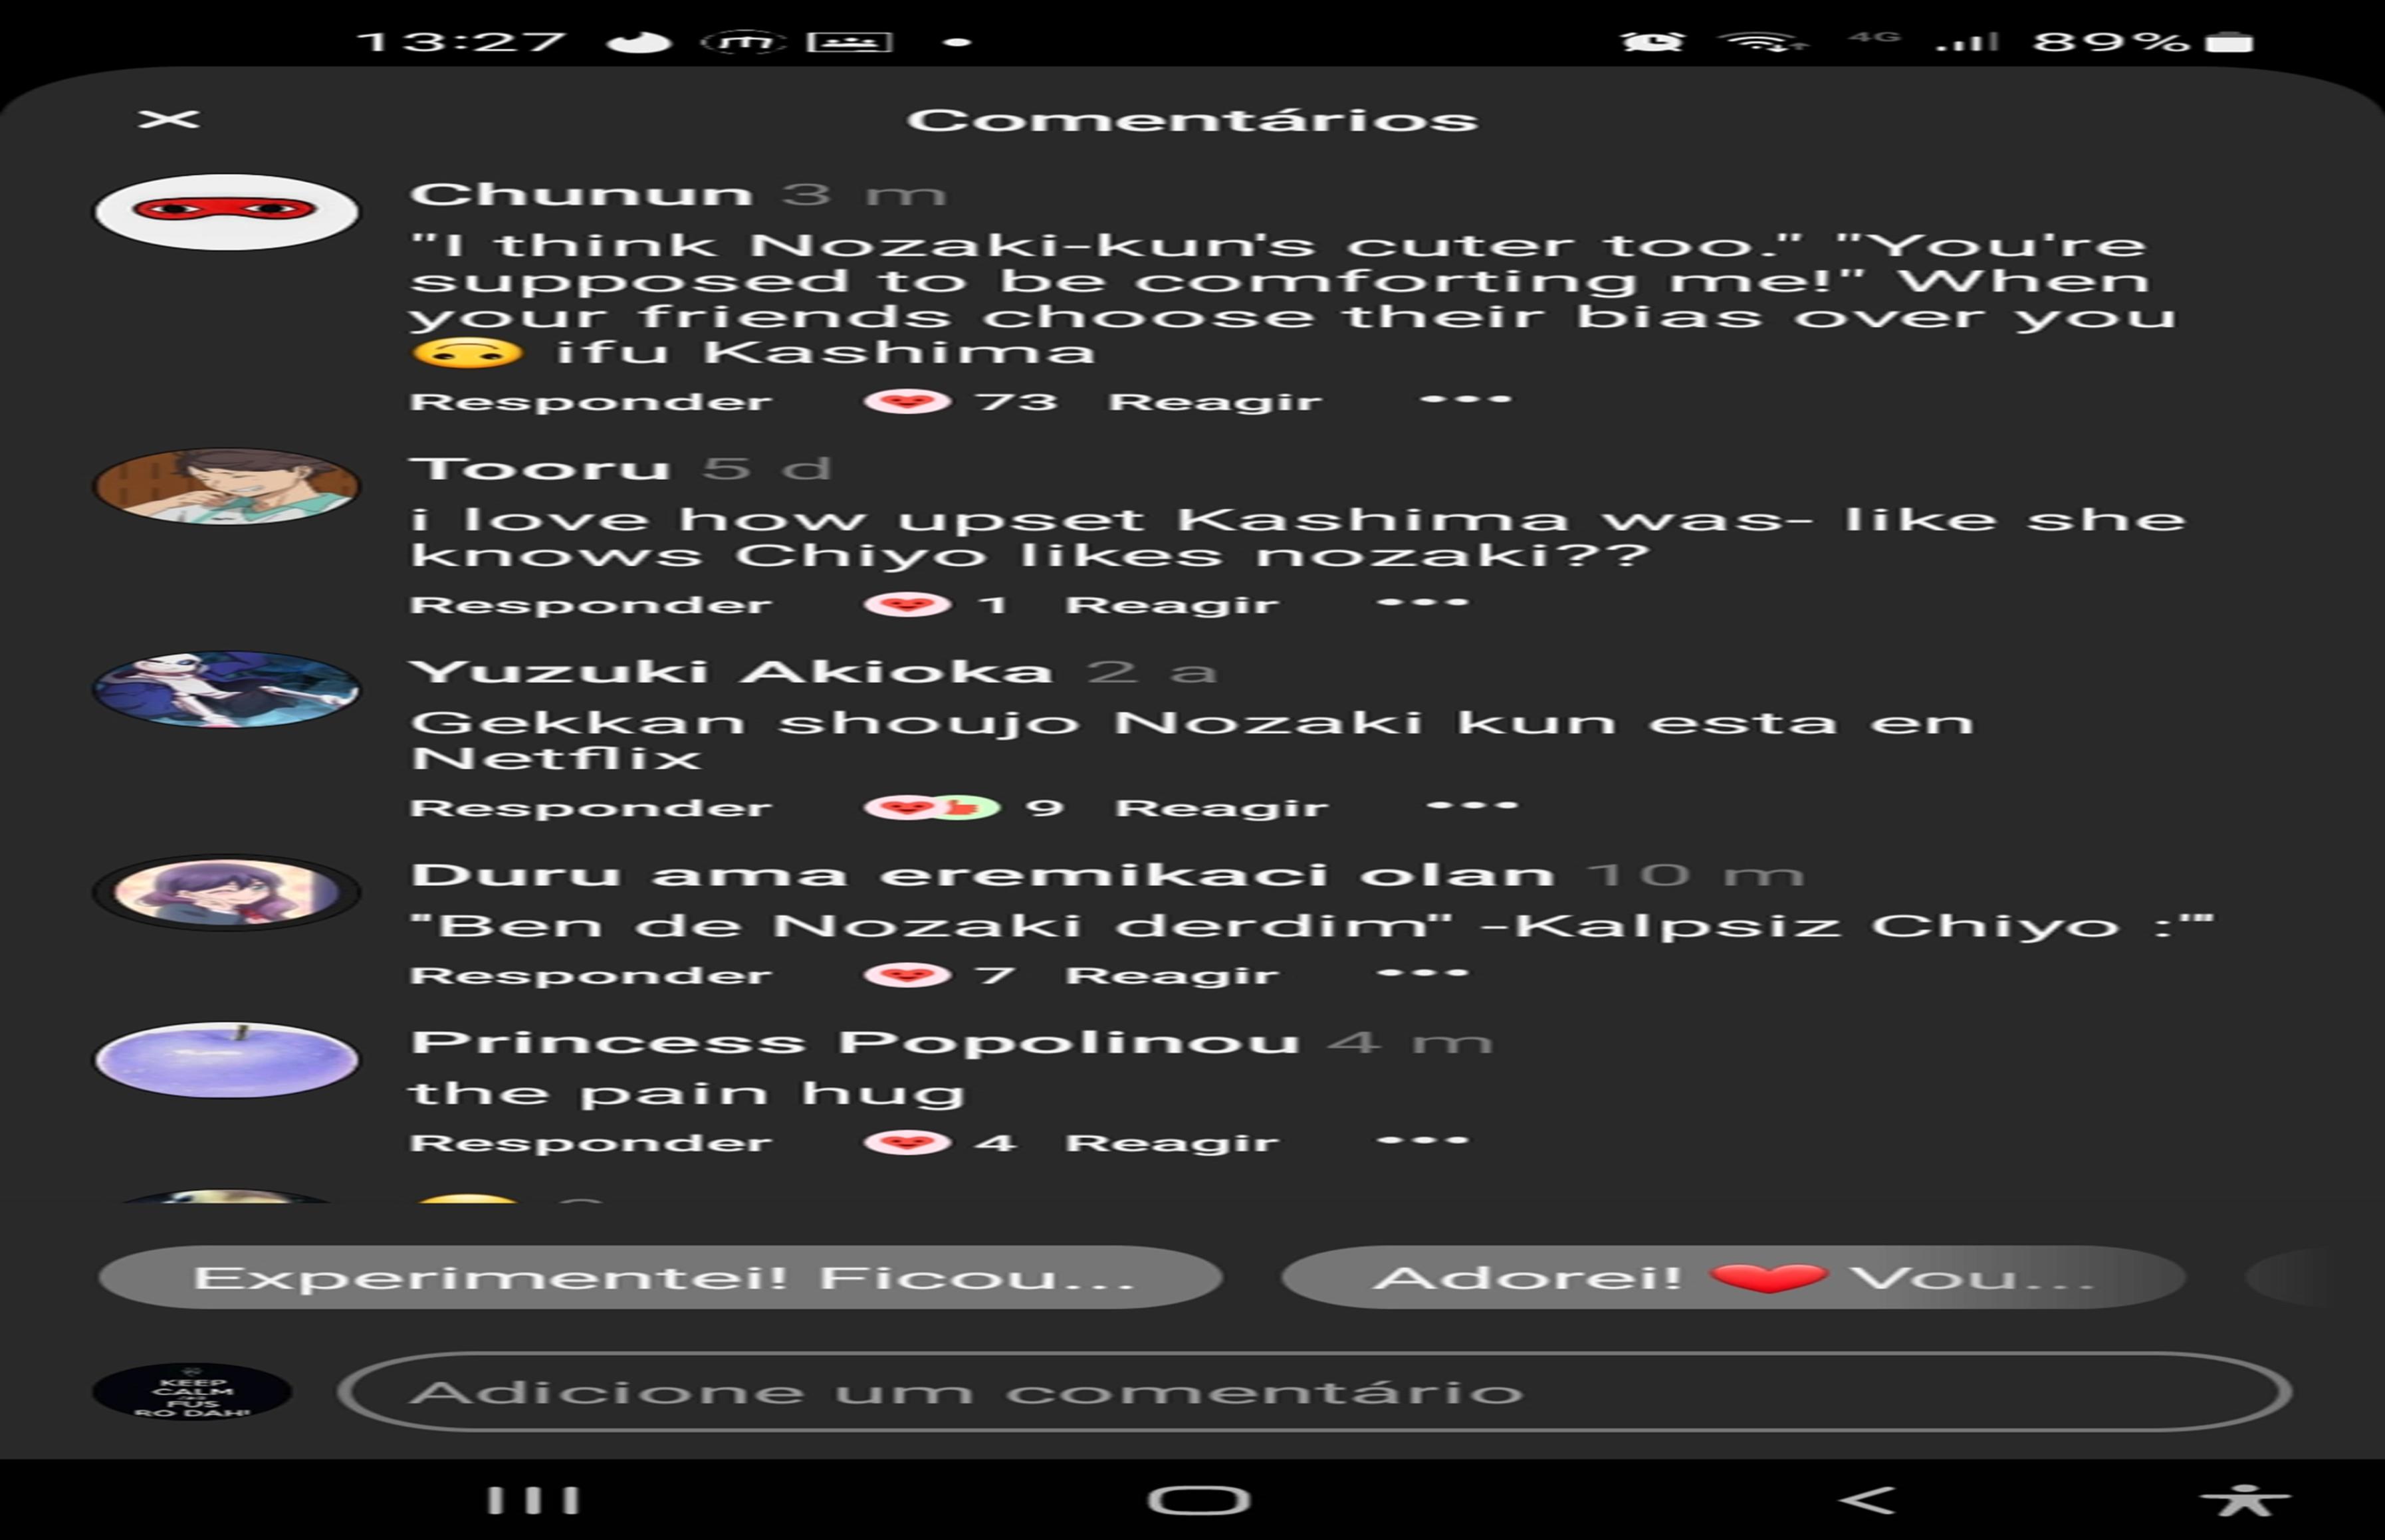 13:27 4G 89%
Comentários
Chunun 3 m
"I think Nozaki-kun's cuter too." "You're
supposed to be comforting me!" When
your friends choose their bias over you
🙃 ifu Kashima
Responder 73 Reagir •••
Tooru 5 d
i love how upset Kashima was- like she
knows Chiyo likes nozaki??
Responder 1 Reagir •••
Yuzuki Akioka 2 a
Gekkan shoujo Nozaki kun esta en
Netflix
Responder 9 Reagir •••
Duru ama eremikaci olan 10 m
"Ben de Nozaki derdim" -Kalpsiz Chiyo :'"
Responder 7 Reagir •••
Princess Popolinou 4 m
the pain hug
Responder 4 Reagir •••
Experimentei! Ficou... Adorei! ❤️ Vou...
KEEP
CALM
FUS
RO DAH!
Adicione um comentário